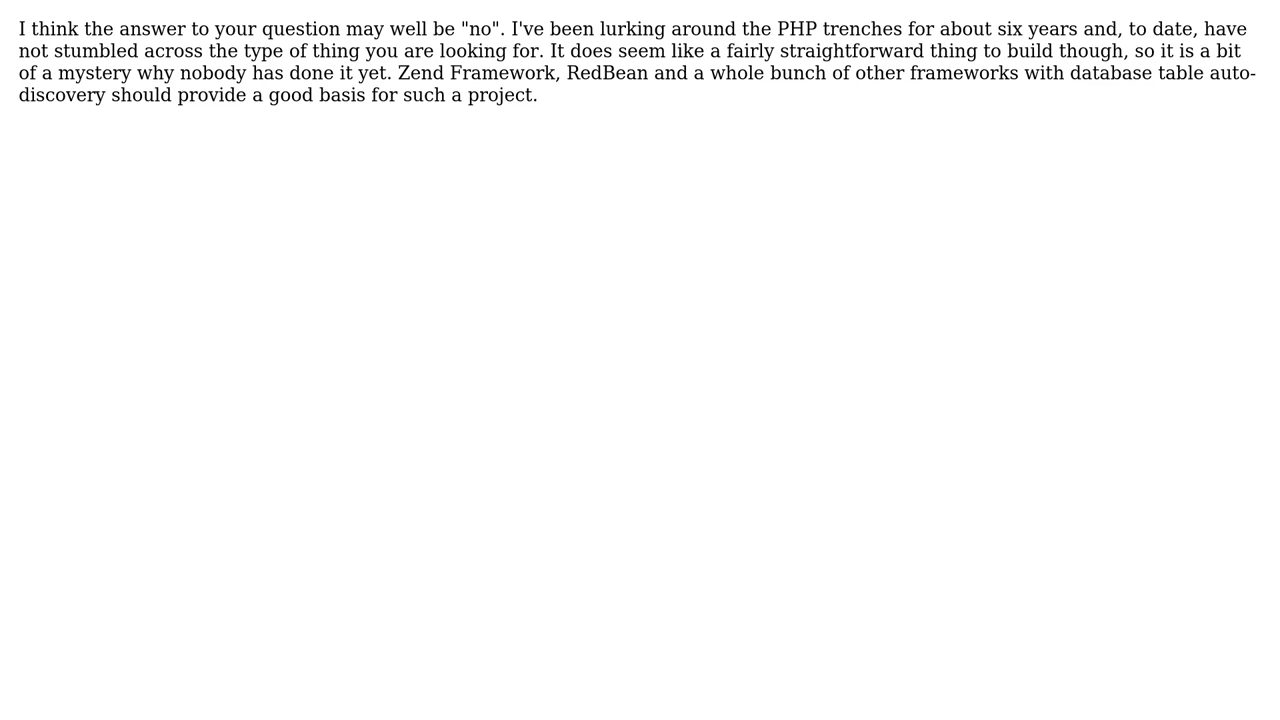 I think the answer to your question may well be "no". I've been lurking around the PHP trenches for about six years and, to date, have
not stumbled across the type of thing you are looking for. It does seem like a fairly straightforward thing to build though, so it is a bit
of a mystery why nobody has done it yet. Zend Framework, RedBean and a whole bunch of other frameworks with database table auto-
discovery should provide a good basis for such a project.